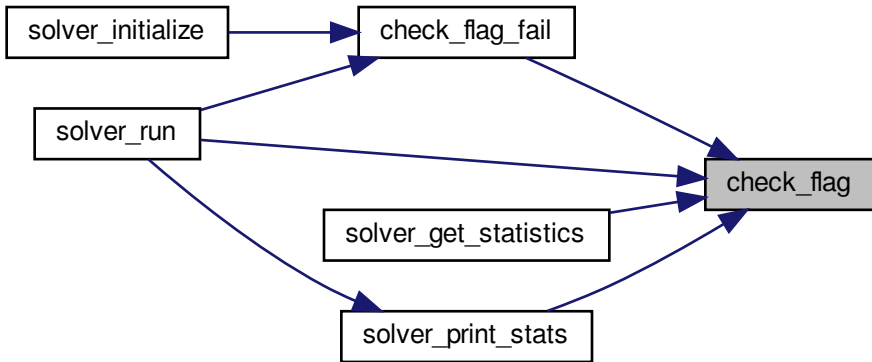 solver_initialize
check_flag_fail
solver_run
check_flag
solver_get_statistics
solver_print_stats